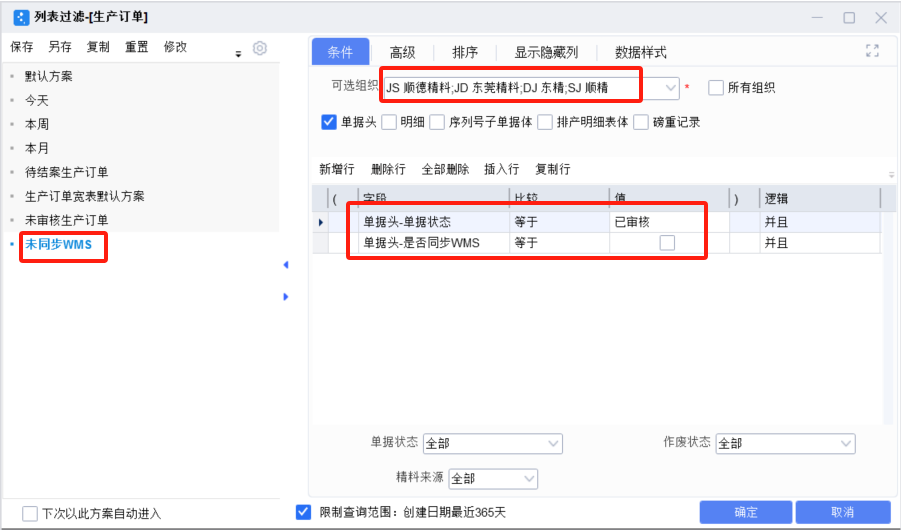 列表过滤-[生产订单]
保存 另存 复制 重置 修改
默认方案
今天
本周
本月
待结案生产订单
生产订单宽表默认方案
未审核生产订单
未同步WMS
下次以此方案自动进入
条件 高级 排序 显示隐藏列 数据样式
可选组织 JS 顺德精料;JD 东莞精料;DJ 东精;SJ 顺精 * 所有组织
单据头 明细 序列号子单据体 排产明细表体 磅重记录
新增行 删除行 全部删除 插入行 复制行
( 字段 比较 值 ) 逻辑
单据头-单据状态 等于 已审核 并且
单据头-是否同步WMS 等于 并且
单据状态 全部 作废状态 全部
精料来源 全部
限制查询范围：创建日期最近365天 确定 取消